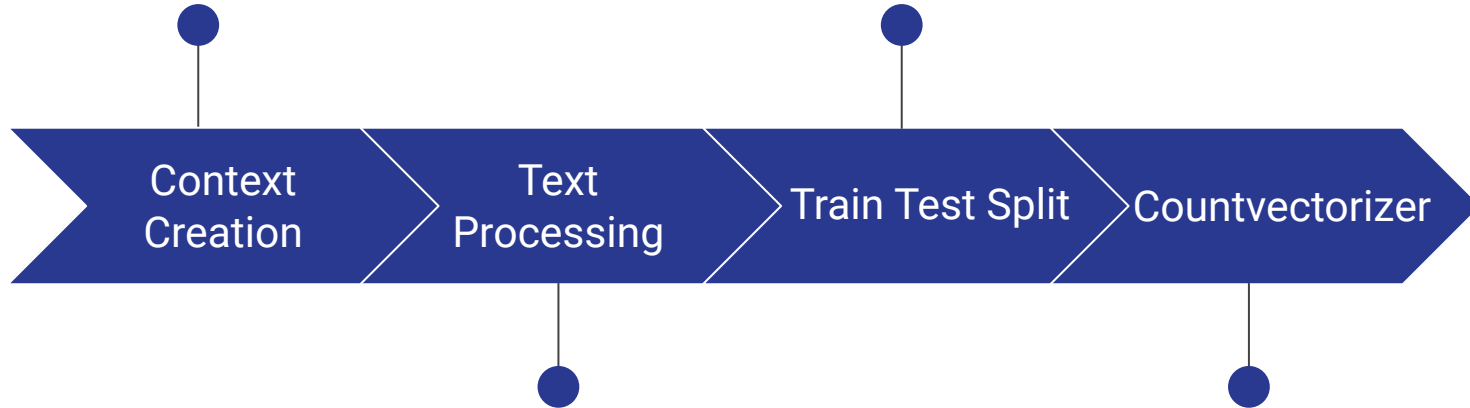 Context
Creation
Text
Processing
Train Test Split
Countvectorizer